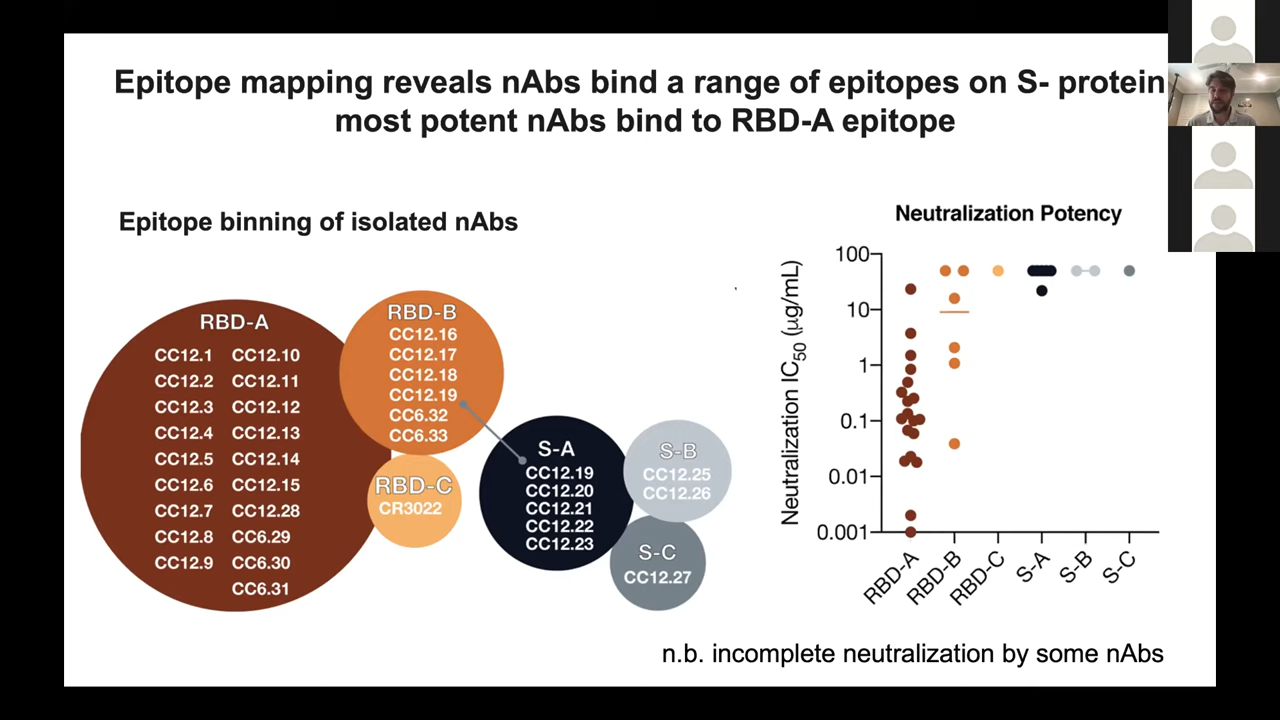 Epitope mapping reveals nAbs bind a range of epitopes on S- protein
most potent nAbs bind to RBD-A epitope
Epitope binning of isolated nAbs
RBD-A
CC12.1 CC12.10
CC12.2 CC12.11
CC12.3 CC12.12
CC12.4 CC12.13
CC12.5 CC12.14
CC12.6 CC12.15
CC12.7 CC12.28
CC12.8 CC6.29
CC12.9 CC6.30
CC6.31
RBD-B
CC12.16
CC12.17
CC12.18
CC12.19
CC6.32
CC6.33
RBD-C
CR3022
S-A
CC12.19
CC12.20
CC12.21
CC12.22
CC12.23
S-B
CC12.25
CC12.26
S-C
CC12.27
Neutralization Potency
Neutralization IC50 (µg/mL)
100
10
1
0.1
0.01
0.001
RBD-A
RBD-B
RBD-C
S-A
S-B
S-C
n.b. incomplete neutralization by some nAbs